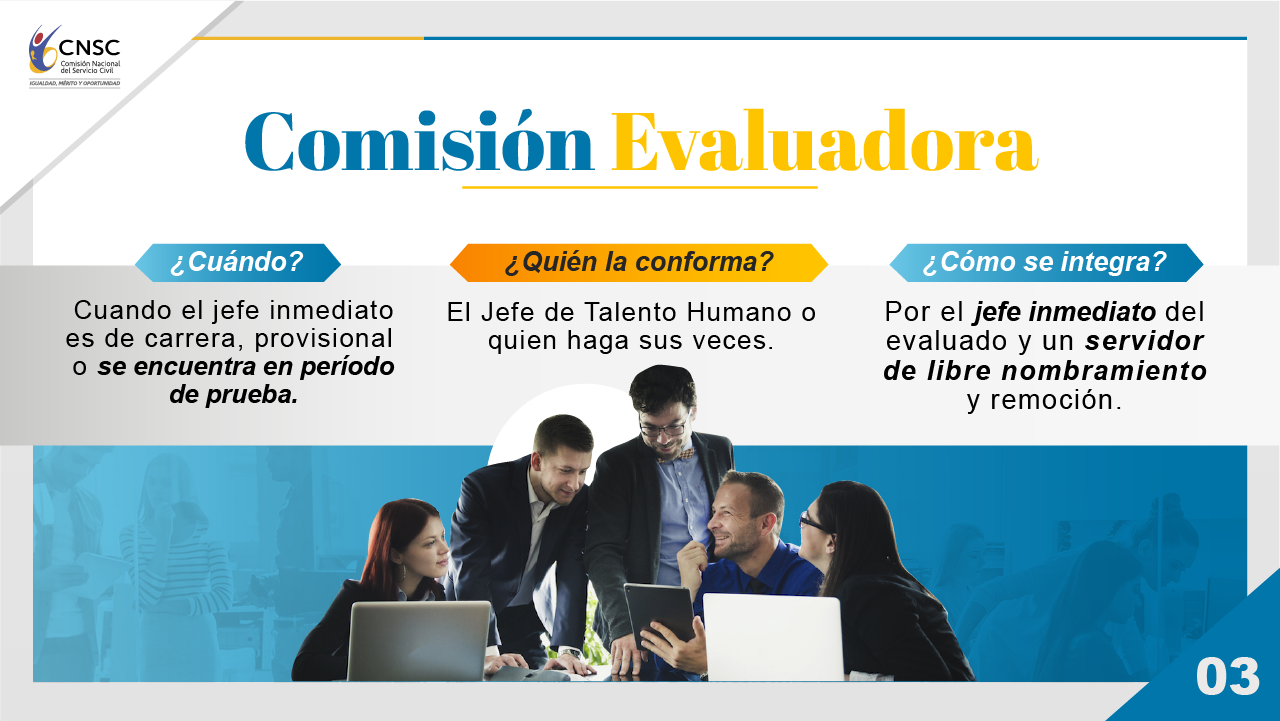 CNSC
Comisión Nacional
del Servicio Civil
IGUALDAD, MÉRITO Y OPORTUNIDAD
Comisión Evaluadora
¿Cuándo?
Cuando el jefe inmediato
es de carrera, provisional
o se encuentra en período
de prueba.
¿Quién la conforma?
El Jefe de Talento Humano o
quien haga sus veces.
¿Cómo se integra?
Por el jefe inmediato del
evaluado y un servidor
de libre nombramiento
y remoción.
03